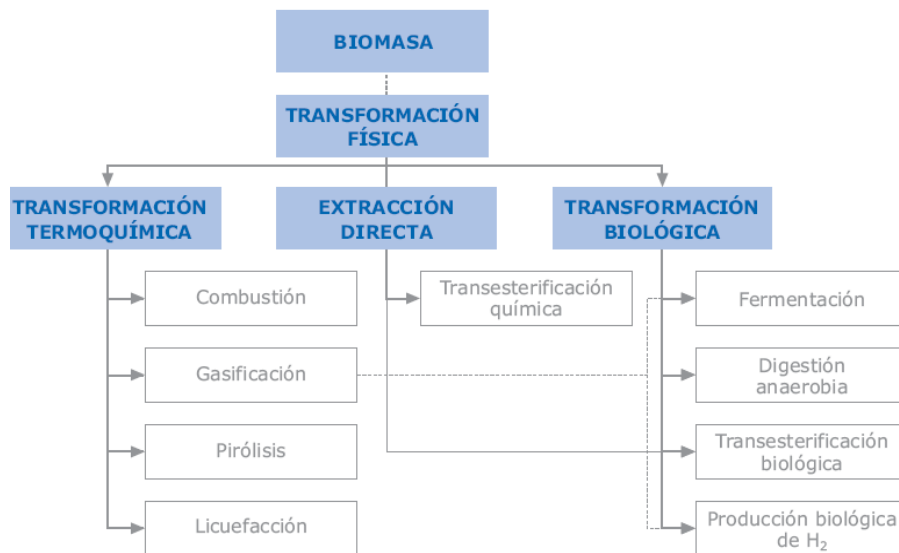 BIOMASA
TRANSFORMACIÓN
FÍSICA
TRANSFORMACIÓN
TERMOQUÍMICA
EXTRACCIÓN
DIRECTA
TRANSFORMACIÓN
BIOLÓGICA
Combustión
Gasificación
Pirólisis
Licuefacción
Transesterificación
química
Fermentación
Digestión
anaerobia
Transesterificación
biológica
Producción biológica
de H₂